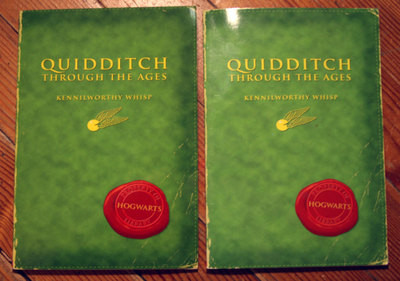 QUIDDITCH
THROUGH THE AGES
KENNILWORTHY WHISP
HOGWARTS
QUIDDITCH
THROUGH THE AGES
KENNILWORTHY WHISP
HOGWARTS